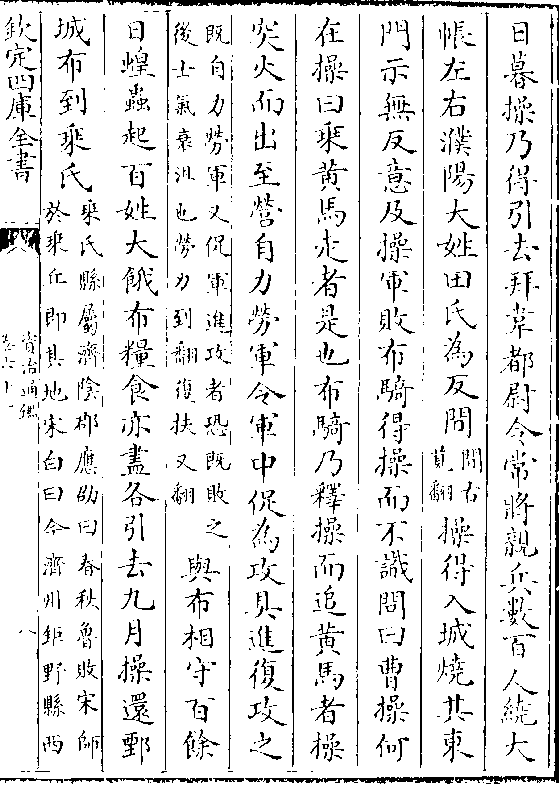 日暮操乃得引去拜韋都尉令常將親兵數百人繞大
帳左右濮陽大姓田氏為反間間古莧翻操得入城燒其東
門示無反意及操軍敗布騎得操而不識問曰曹操何
在操曰乗黄馬走者是也布騎乃釋操而追黄馬者操
突火而出至營自力勞軍令軍中促為攻具進復攻之
既自力勞軍又促軍進攻者恐既敗之
後士氣衰沮也勞力到翻復扶又翻
與布相守百餘
日蝗蟲起百姓大餓布糧食亦盡各引去九月操還鄄
城布到乗氏
乗氏縣屬濟隂郡應劭曰春秋魯敗宋師
於乗丘即其地宋白曰今濟州鉅野縣西
欽定四庫全書
資治通鑑
卷六十一
八